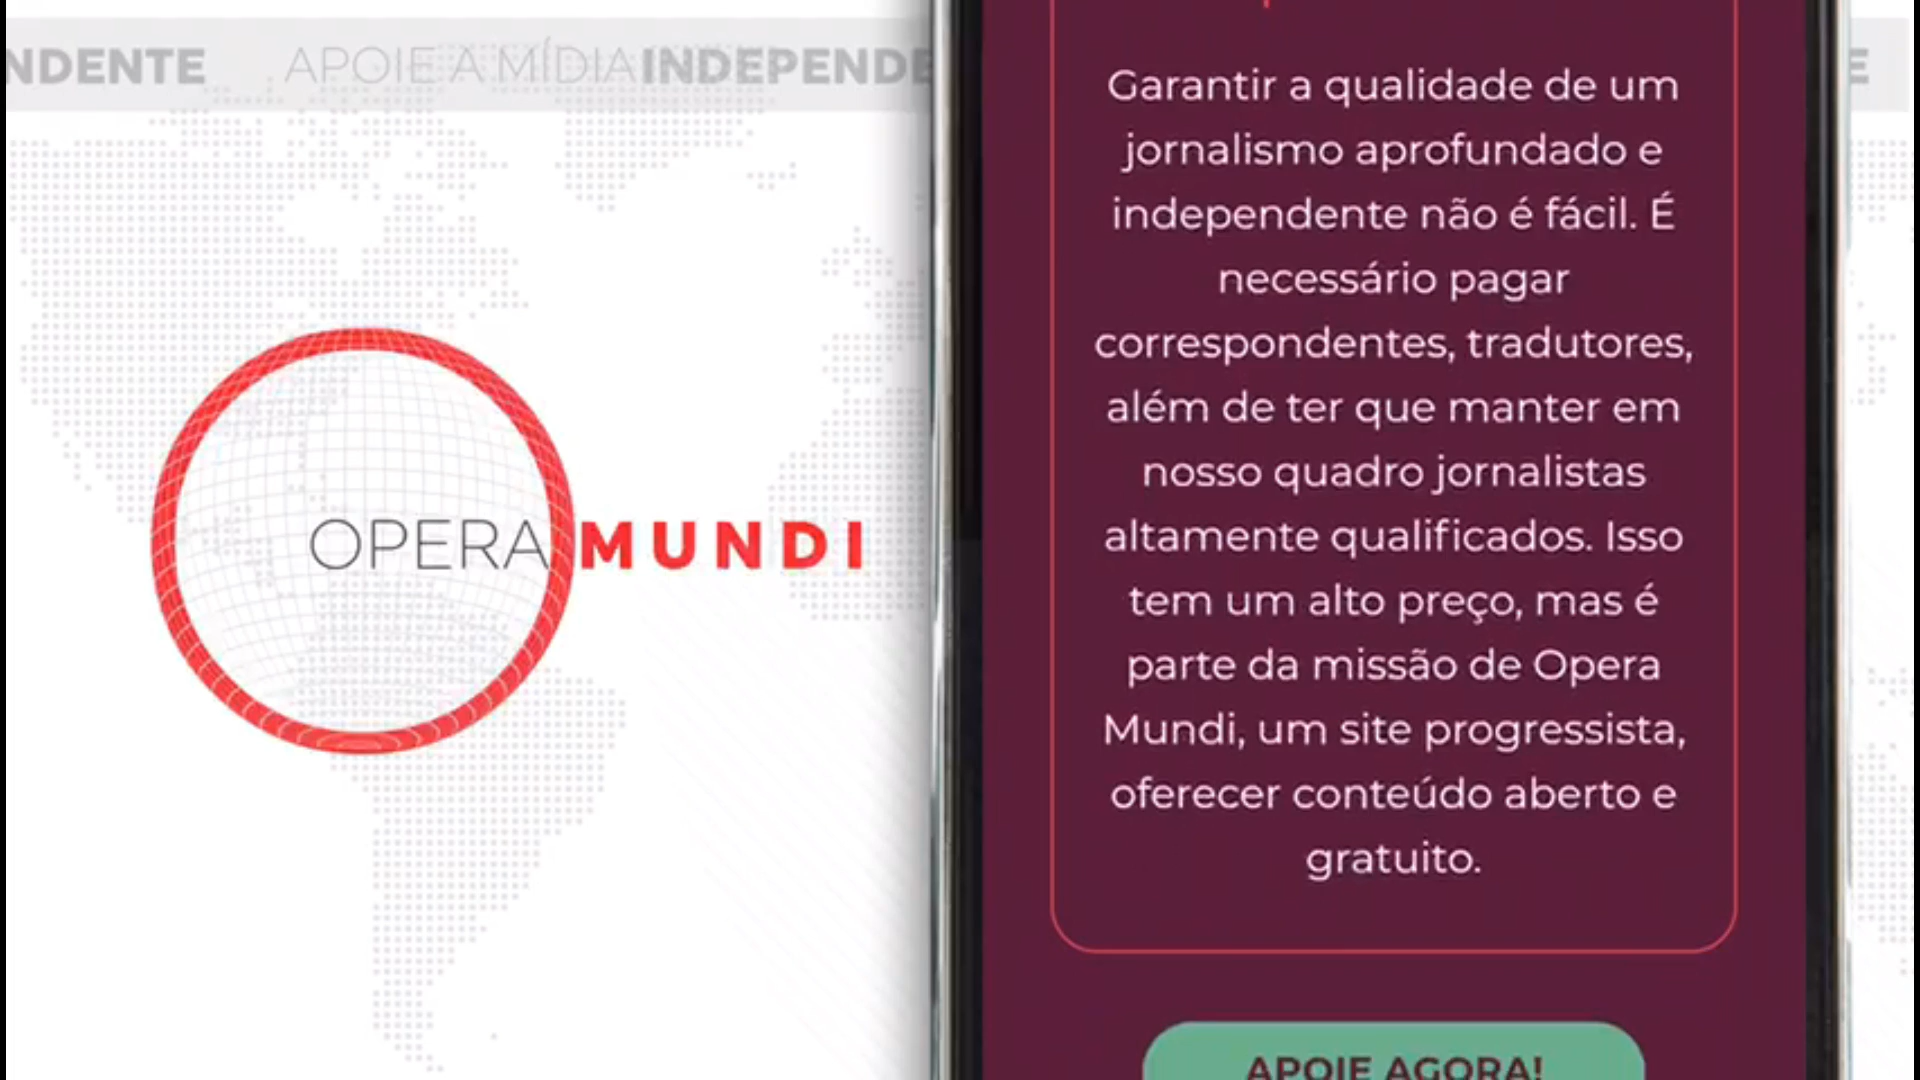 NDENTE APOIE A MÍDIA INDEPENDE E
OPERA MUNDI
Garantir a qualidade de um
jornalismo aprofundado e
independente não é fácil. É
necessário pagar
correspondentes, tradutores,
além de ter que manter em
nosso quadro jornalistas
altamente qualificados. Isso
tem um alto preço, mas é
parte da missão de Opera
Mundi, um site progressista,
oferecer conteúdo aberto e
gratuito.
APOIE AGORA!